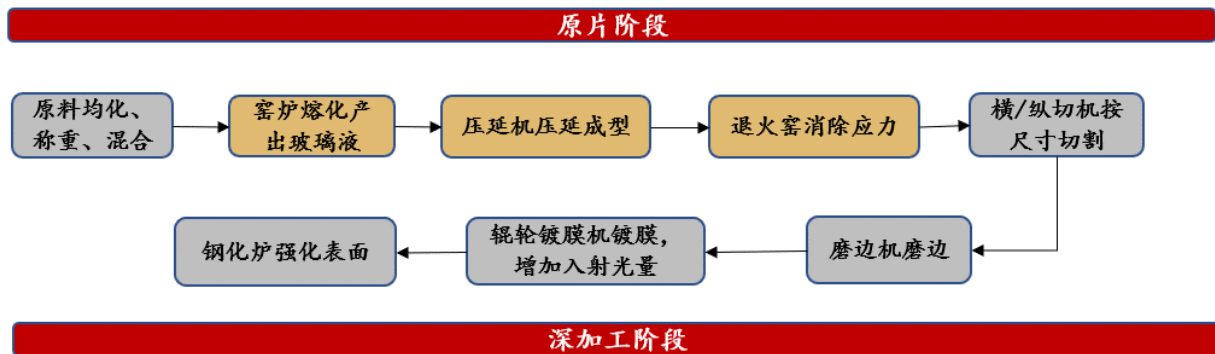 原片阶段
原料均化、
称重、混合
窑炉熔化产
出玻璃液
压延机压延成型
退火窑消除应力
横/纵切机按
尺寸切割
钢化炉强化表面
辊轮镀膜机镀膜，
增加入射光量
磨边机磨边
深加工阶段